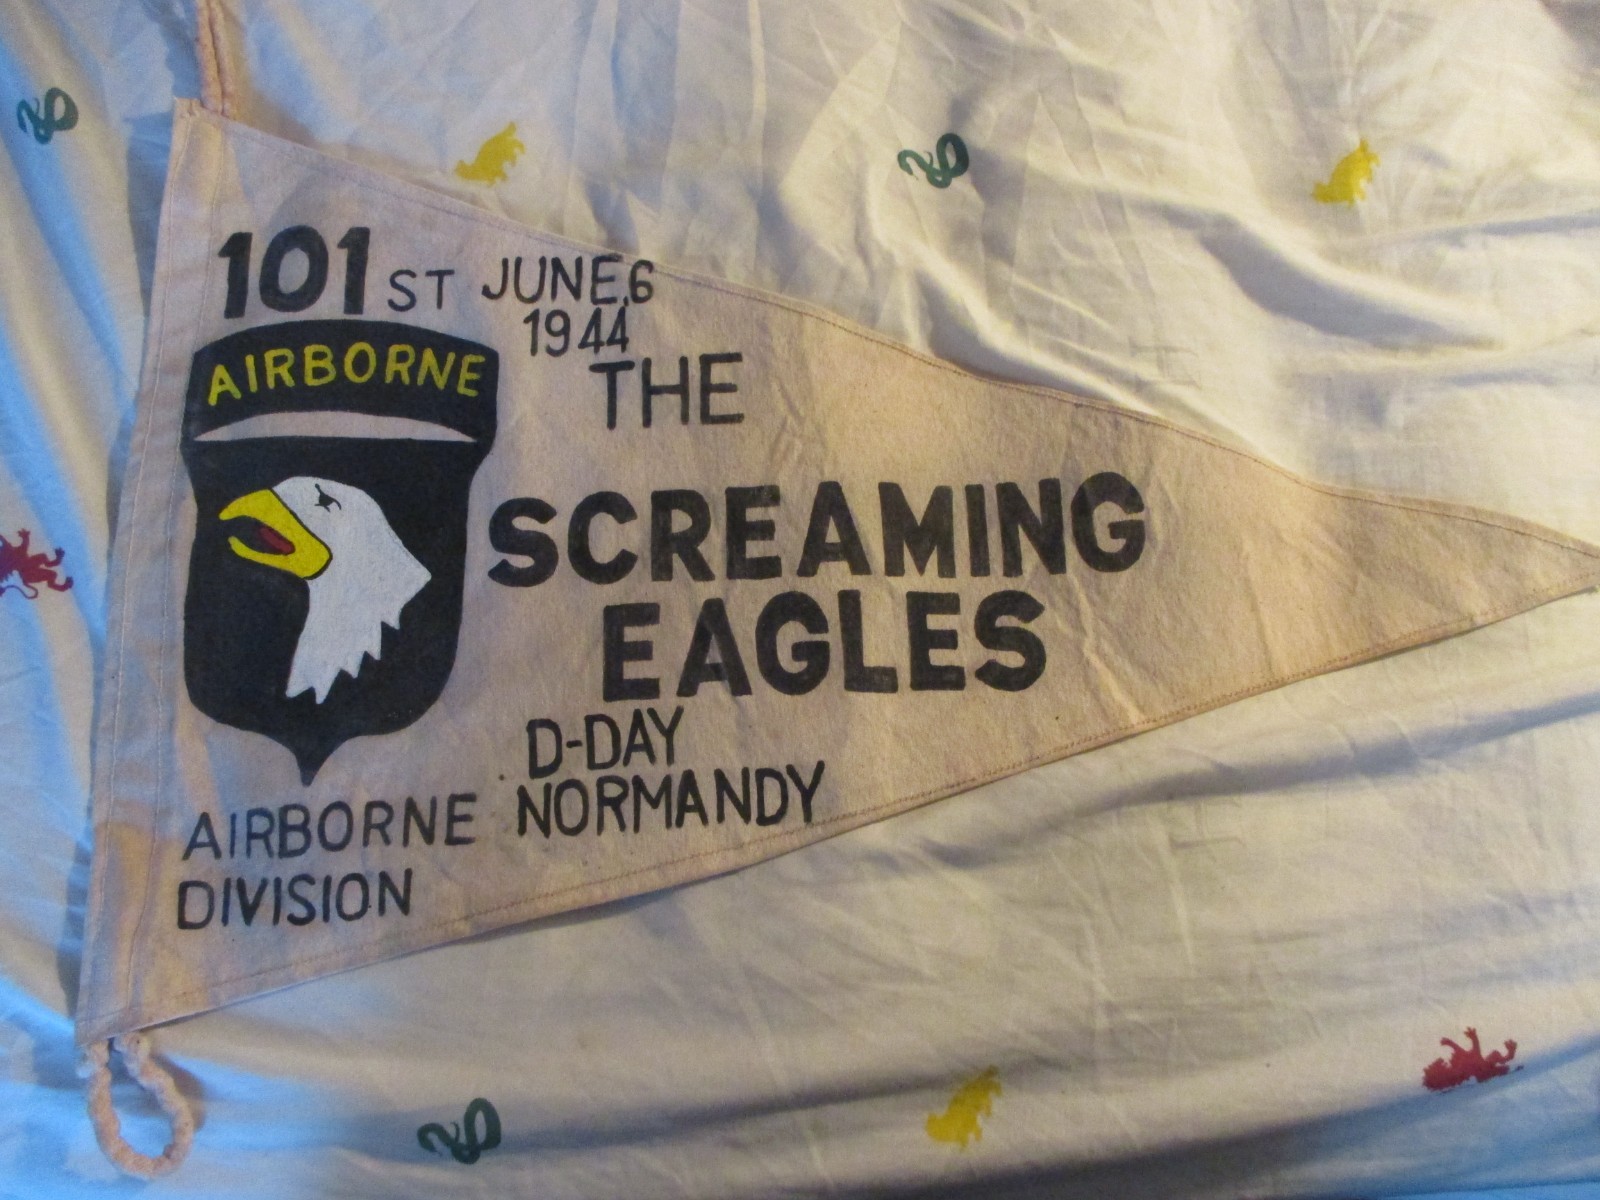 101 ST JUNE,6
1944
AIRBORNE
THE
SCREAMING
EAGLES
D-DAY
NORMANDY
AIRBORNE
DIVISION